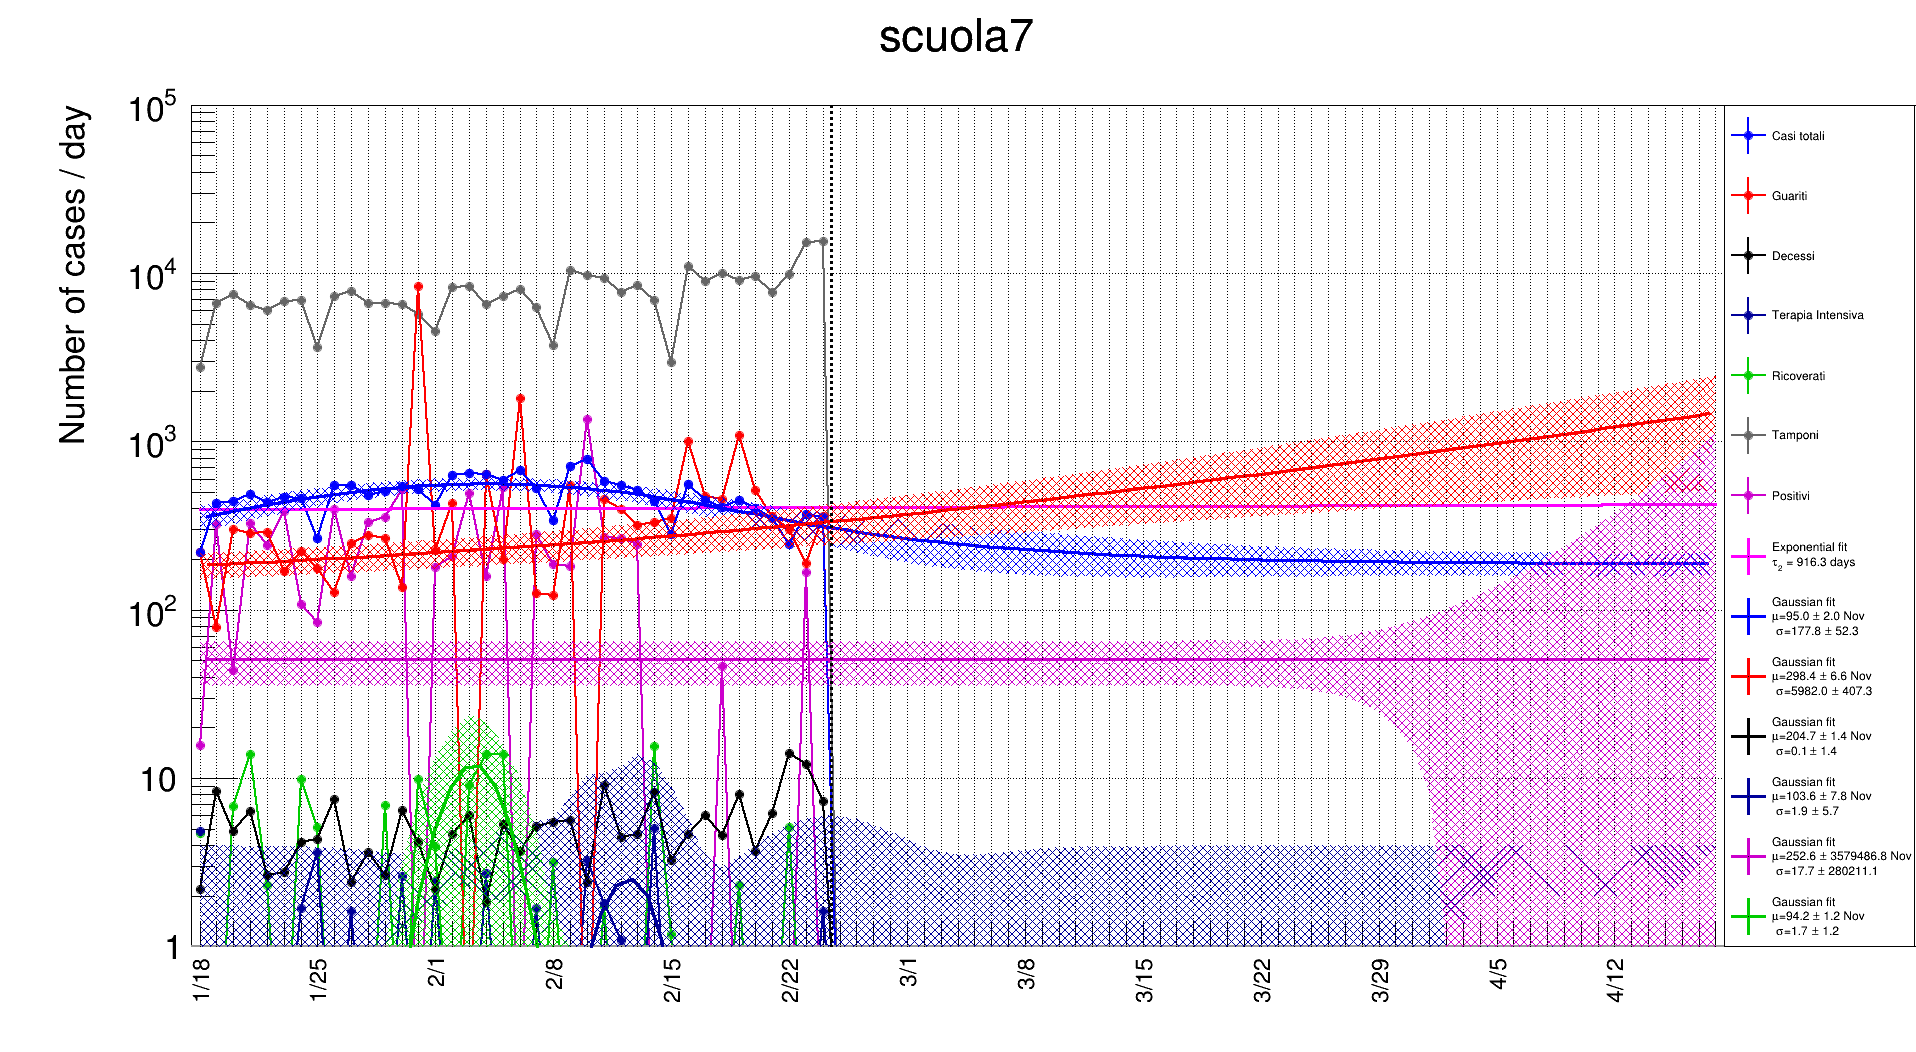 scuola7
Number of cases / day
10^5
10^4
10^3
10^2
10
1
1/18
1/25
2/1
2/8
2/15
2/22
3/1
3/8
3/15
3/22
3/29
4/5
4/12
Casi totali
Guariti
Decessi
Terapia Intensiva
Ricoverati
Tamponi
Positivi
Exponential fit
τ_2 = 916.3 days
Gaussian fit
μ=95.0 ± 2.0 Nov
σ=177.8 ± 52.3
Gaussian fit
μ=298.4 ± 6.6 Nov
σ=5982.0 ± 407.3
Gaussian fit
μ=204.7 ± 1.4 Nov
σ=0.1 ± 1.4
Gaussian fit
μ=103.6 ± 7.8 Nov
σ=1.9 ± 5.7
Gaussian fit
μ=252.6 ± 3579486.8 Nov
σ=17.7 ± 280211.1
Gaussian fit
μ=94.2 ± 1.2 Nov
σ=1.7 ± 1.2